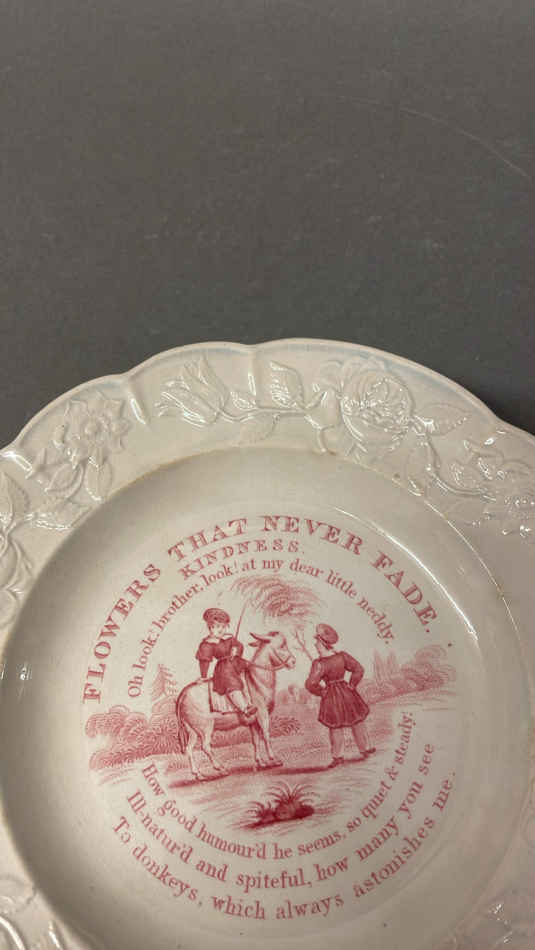 FLOWERS THAT NEVER FADE.
KINDNESS.
Oh look! brother, look! at my dear little neddy,
How good humour'd he seems, so quiet & steady!
Ill-natur'd and spiteful, how many you see
To donkeys, which always astonishes me.